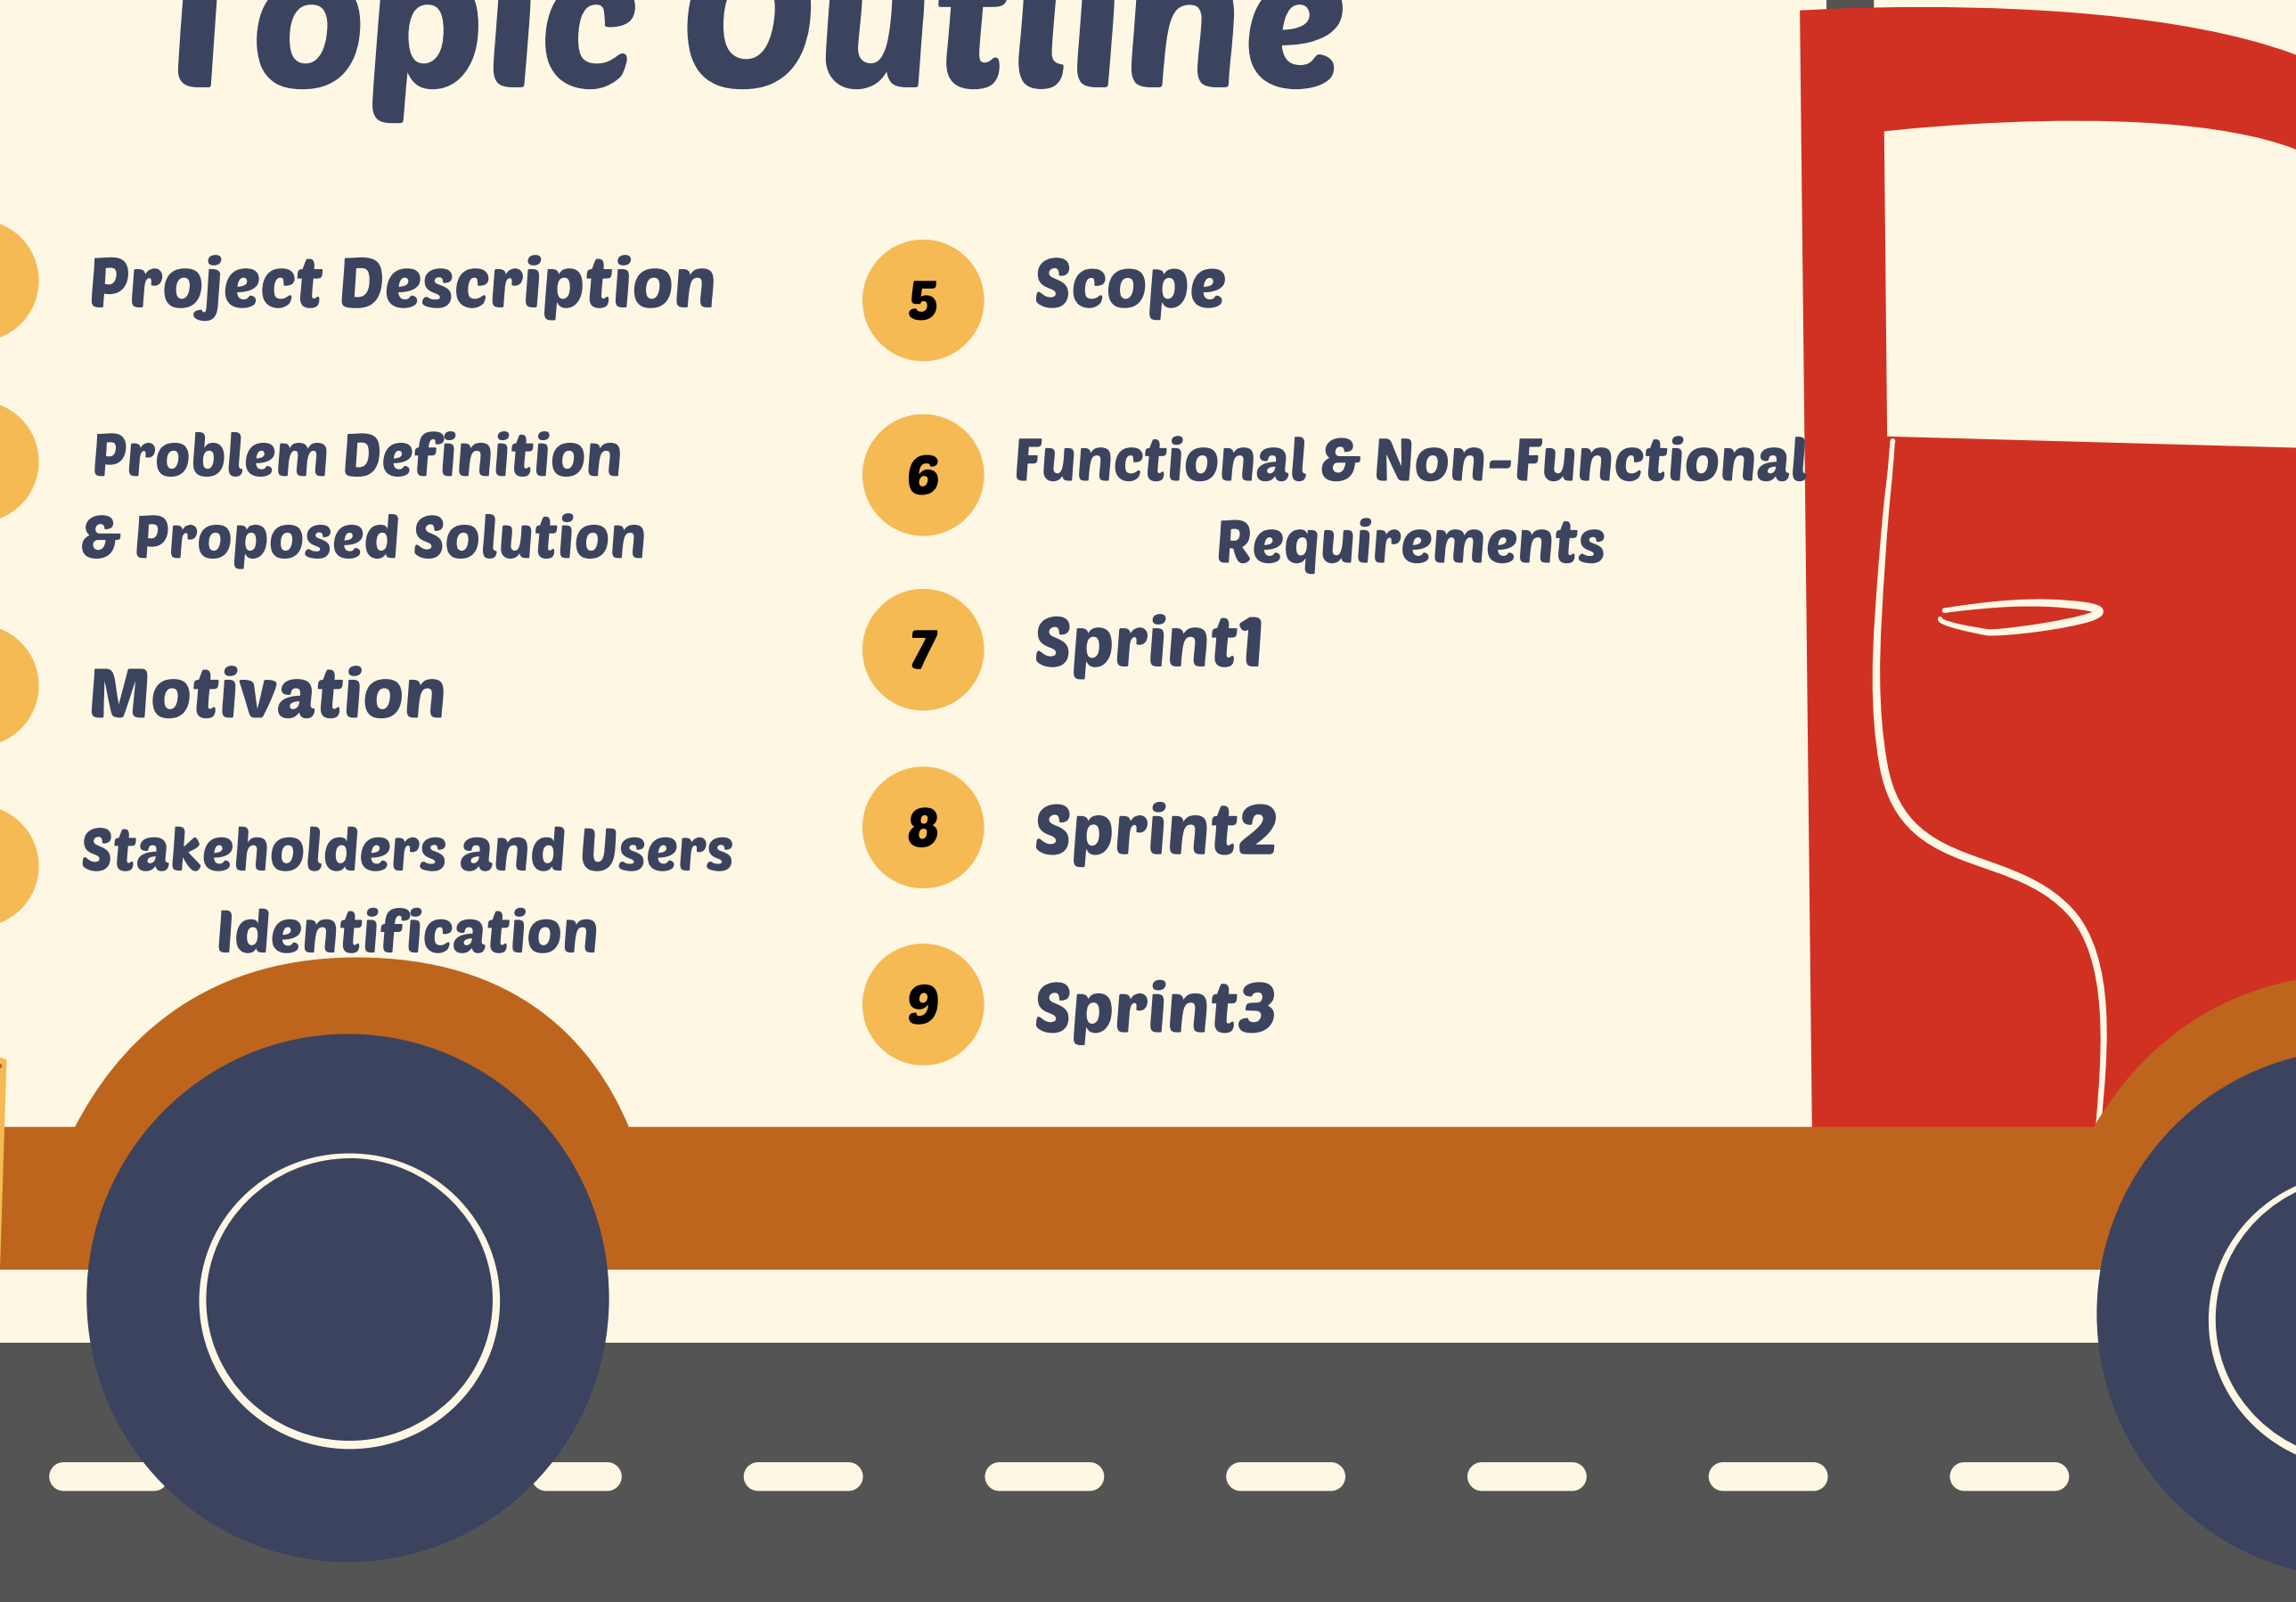 Topic Outline
Project Description
Problem Definition
& Proposed Solution
Motivation
Stakeholders and Users
Identification
5
Scope
6
Functional & Non-Functional
Requirements
7
Sprint1
8
Sprint2
9
Sprint3